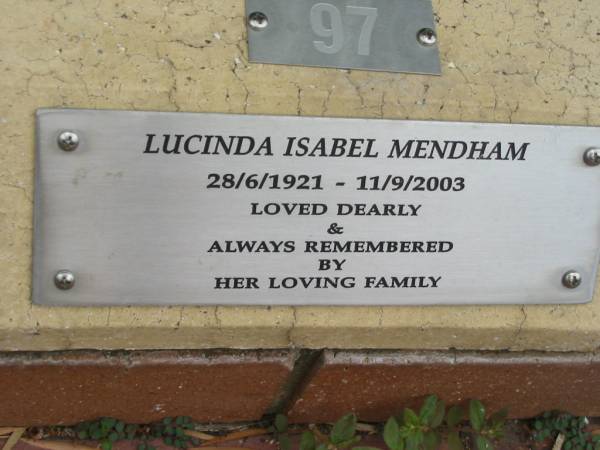 97
LUCINDA ISABEL MENDHAM
28/6/1921 - 11/9/2003
LOVED DEARLY
&
ALWAYS REMEMBERED
BY
HER LOVING FAMILY